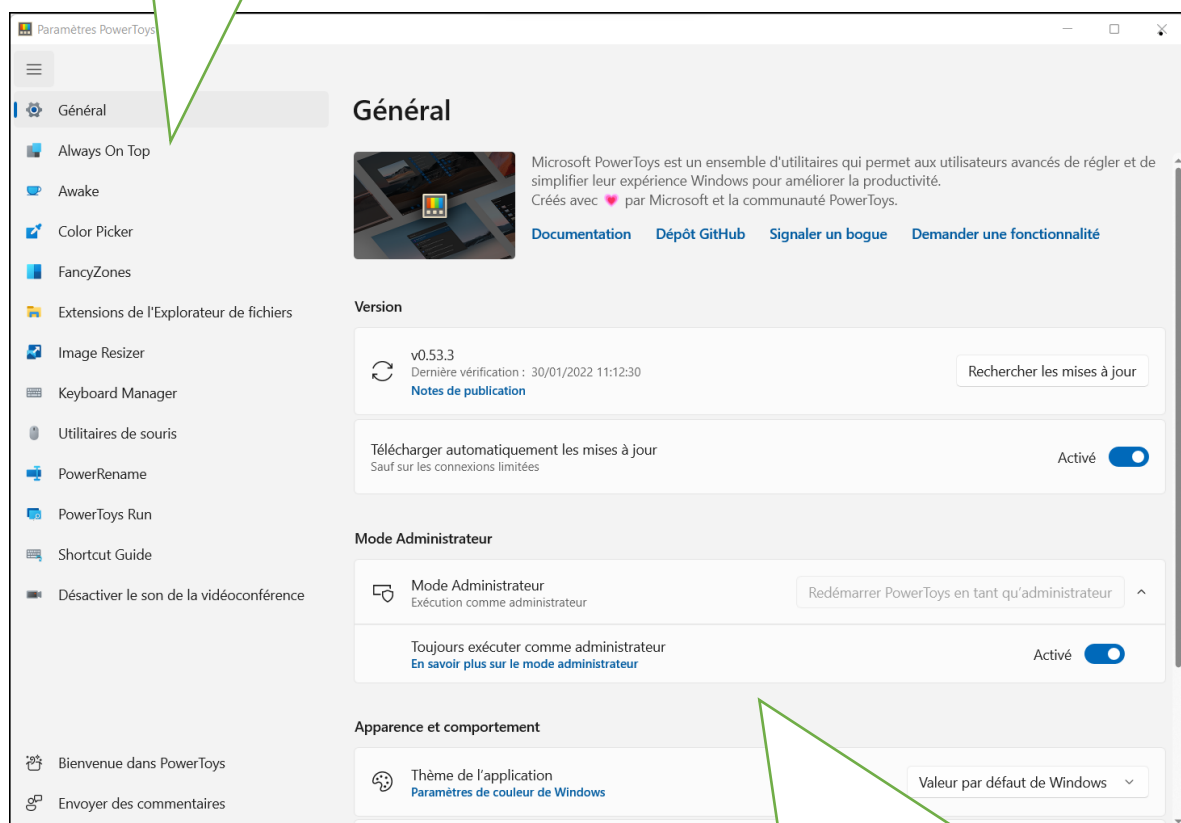 Paramètres PowerToys
Général
Always On Top
Awake
Color Picker
FancyZones
Extensions de l'Explorateur de fichiers
Image Resizer
Keyboard Manager
Utilitaires de souris
PowerRename
PowerToys Run
Shortcut Guide
Désactiver le son de la vidéoconférence
Bienvenue dans PowerToys
Envoyer des commentaires
Général
Microsoft PowerToys est un ensemble d'utilitaires qui permet aux utilisateurs avancés de régler et de
simplifier leur expérience Windows pour améliorer la productivité.
Créés avec 💗 par Microsoft et la communauté PowerToys.
Documentation Dépôt GitHub Signaler un bogue Demander une fonctionnalité
Version
v0.53.3
Dernière vérification : 30/01/2022 11:12:30
Notes de publication
Rechercher les mises à jour
Télécharger automatiquement les mises à jour
Sauf sur les connexions limitées
Activé
Mode Administrateur
Mode Administrateur
Exécution comme administrateur
Redémarrer PowerToys en tant qu'administrateur
Toujours exécuter comme administrateur
En savoir plus sur le mode administrateur
Activé
Apparence et comportement
Thème de l'application
Paramètres de couleur de Windows
Valeur par défaut de Windows